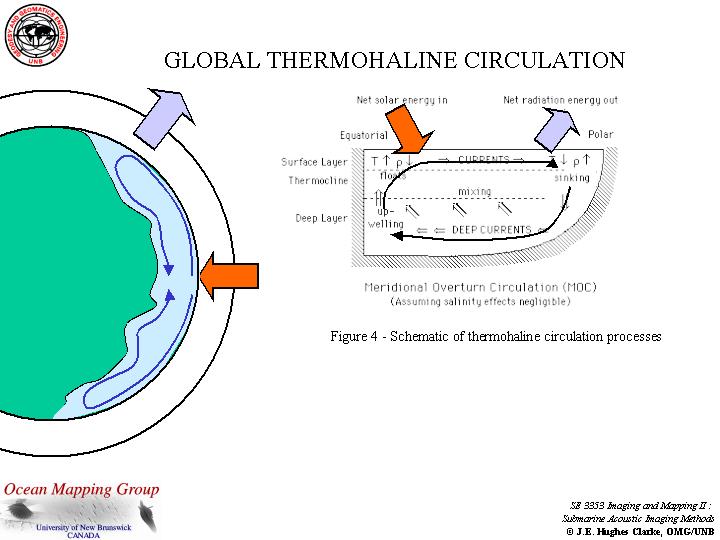 GEODESY AND GEOMATICS ENGINEERING
UNB
GLOBAL THERMOHALINE CIRCULATION
Net solar energy in
Net radiation energy out
Equatorial
Polar
Surface Layer
T ↑ ρ ↓
⇒ CURRENTS ⇒
T ↓ ρ ↑
floats
sinking
Thermocline
mixing
Deep Layer
up-
welling
⇐ ⇐ DEEP CURRENTS ⇐
Meridional Overturn Circulation (MOC)
(Assuming salinity effects negligible)
Figure 4 - Schematic of thermohaline circulation processes
Ocean Mapping Group
University of New Brunswick
CANADA
SE 3353 Imaging and Mapping II :
Submarine Acoustic Imaging Methods
© J.E. Hughes Clarke, OMG/UNB